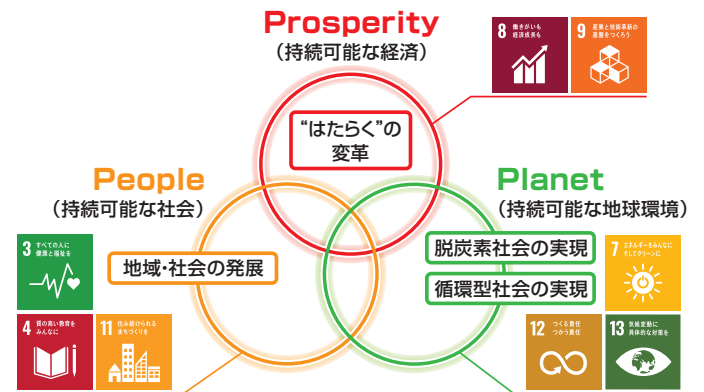 Prosperity
(持続可能な経済)
8 働きがいも
経済成長も
9 産業と技術革新の
基盤をつくろう
“はたらく”の
変革
People
(持続可能な社会)
Planet
(持続可能な地球環境)
3 すべての人に
健康と福祉を
地域・社会の発展
脱炭素社会の実現
循環型社会の実現
7 エネルギーをみんなに
そしてクリーンに
4 質の高い教育を
みんなに
11 住み続けられる
まちづくりを
12 つくる責任
つかう責任
13 気候変動に
具体的な対策を